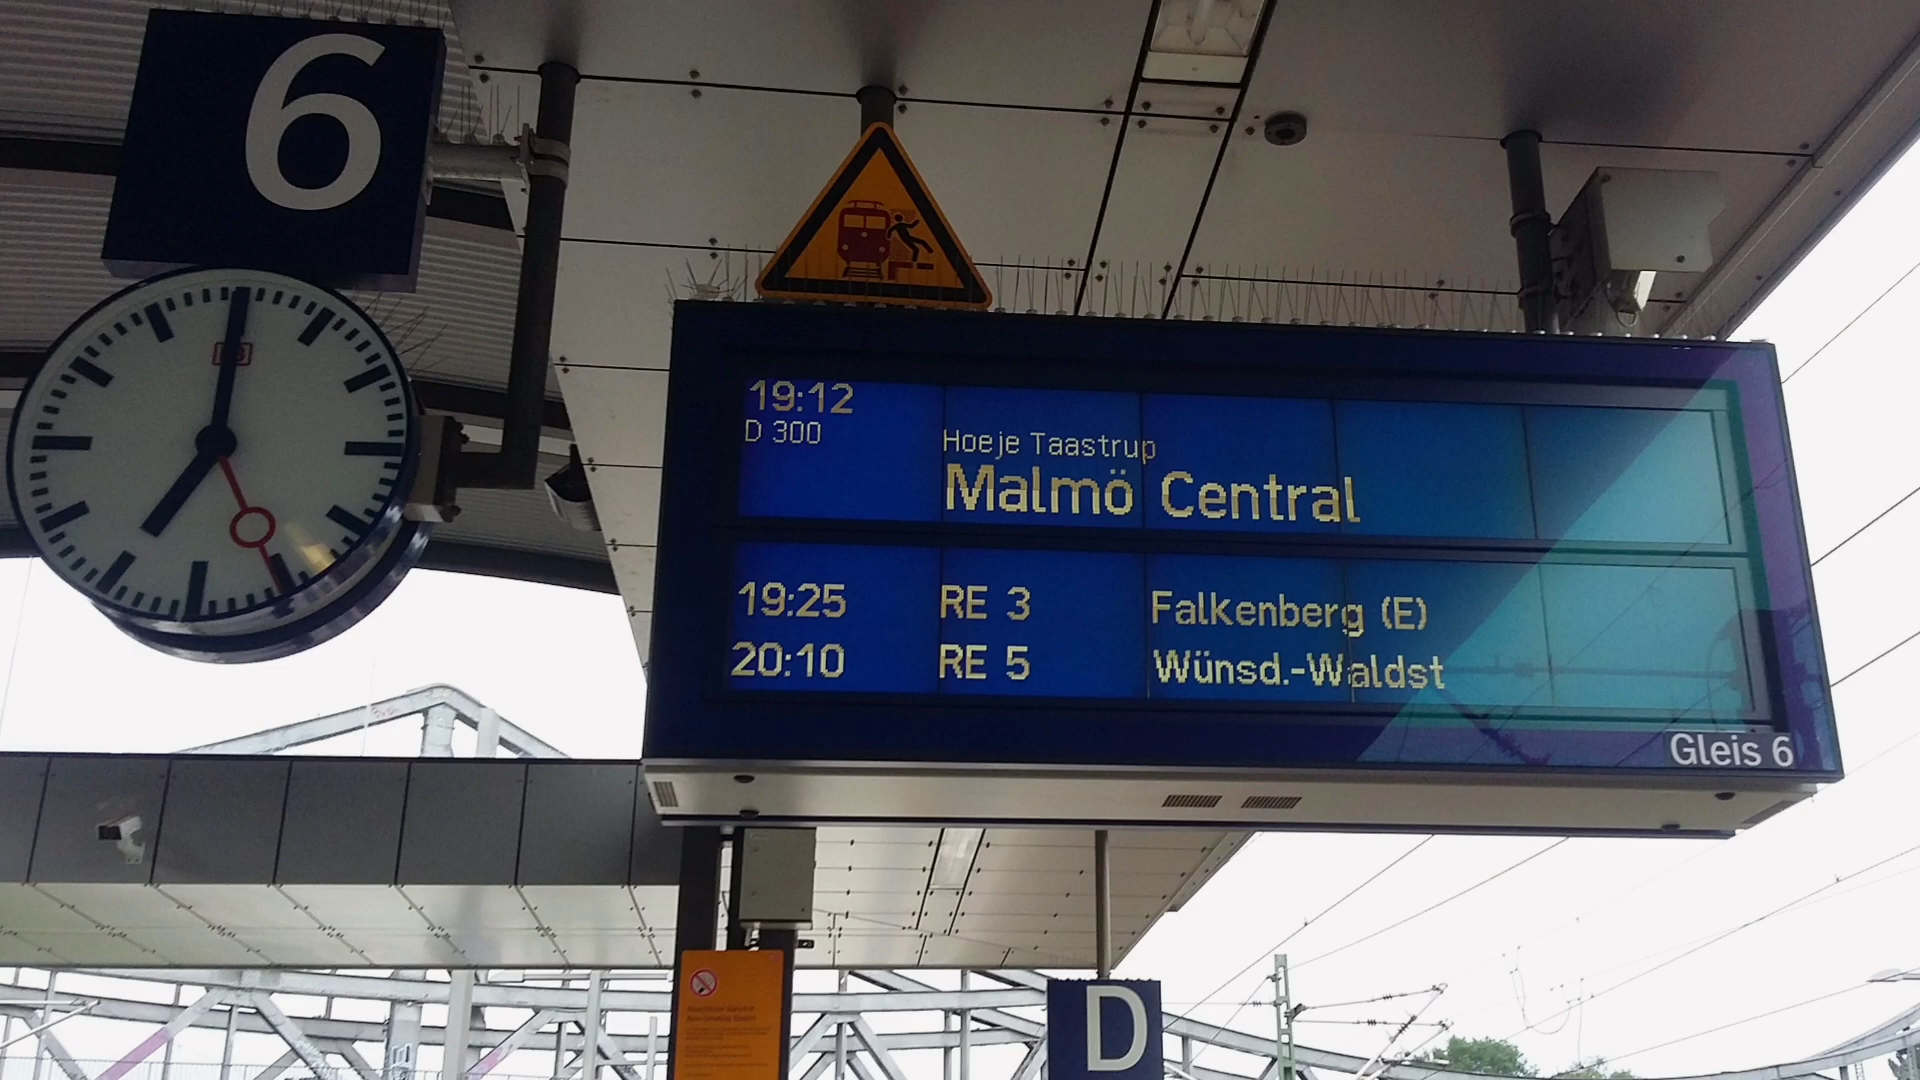 6
DB
19:12
D 300
Hoeje Taastrup
Malmö Central
19:25 RE 3 Falkenberg (E)
20:10 RE 5 Wünsd.-Waldst
Gleis 6
D